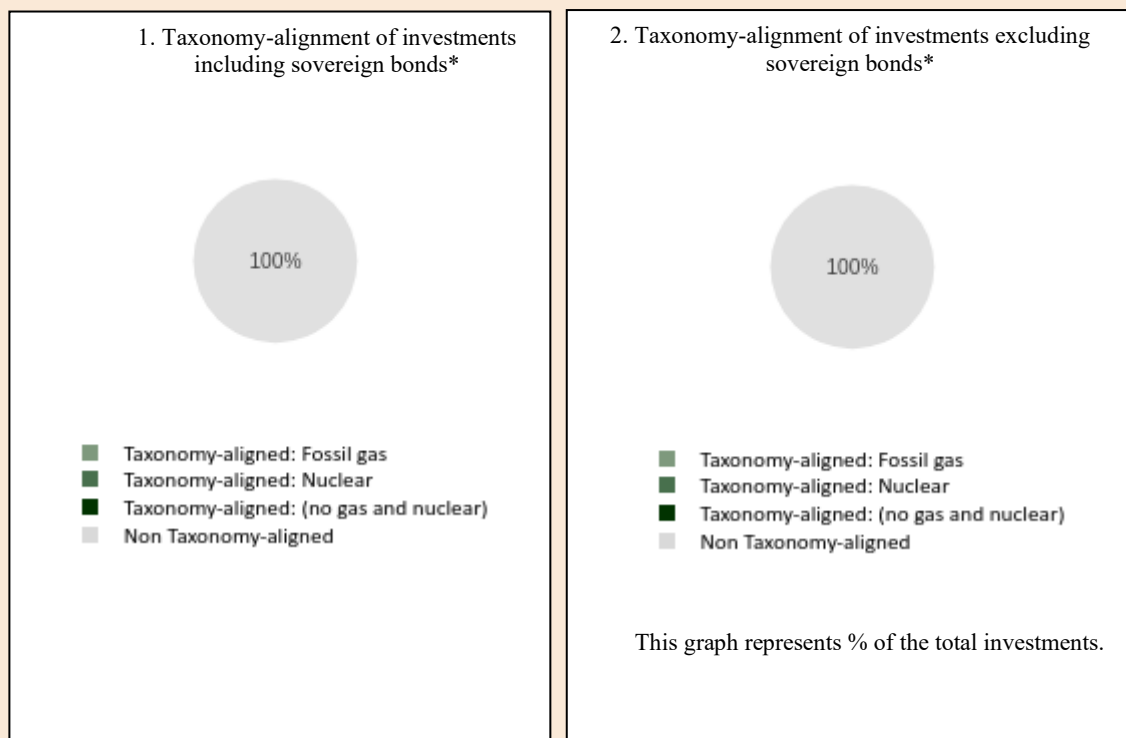 1. Taxonomy-alignment of investments
including sovereign bonds*
100%
Taxonomy-aligned: Fossil gas
Taxonomy-aligned: Nuclear
Taxonomy-aligned: (no gas and nuclear)
Non Taxonomy-aligned
2. Taxonomy-alignment of investments excluding
sovereign bonds*
100%
Taxonomy-aligned: Fossil gas
Taxonomy-aligned: Nuclear
Taxonomy-aligned: (no gas and nuclear)
Non Taxonomy-aligned
This graph represents % of the total investments.